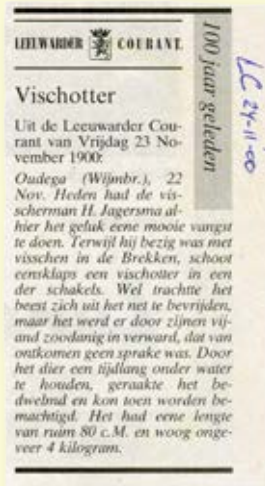 LEEUWARDER COURANT
100 jaar geleden
LC 24-11-00
Vischotter
Uit de Leeuwarder Cou-
rant van Vrijdag 23 No-
vember 1900:
Oudega (Wijmbr.), 22
Nov. Heden had de vis-
scherman H. Jagersma al-
hier het geluk eene mooie vangst
te doen. Terwijl hij bezig was met
visschen in de Brekken, schoot
eensklaps een vischotter in een
der schakels. Wel trachtte het
beest zich uit het net te bevrijden,
maar het werd er door zijnen vij-
and zoodanig in verward, dat van
ontkomen geen sprake was. Door
het dier een tijdlang onder water
te houden, geraakte het be-
dwelmd en kon toen worden be-
machtigd. Het had eene lengte
van ruim 80 c.M. en woog onge-
veer 4 kilogram.